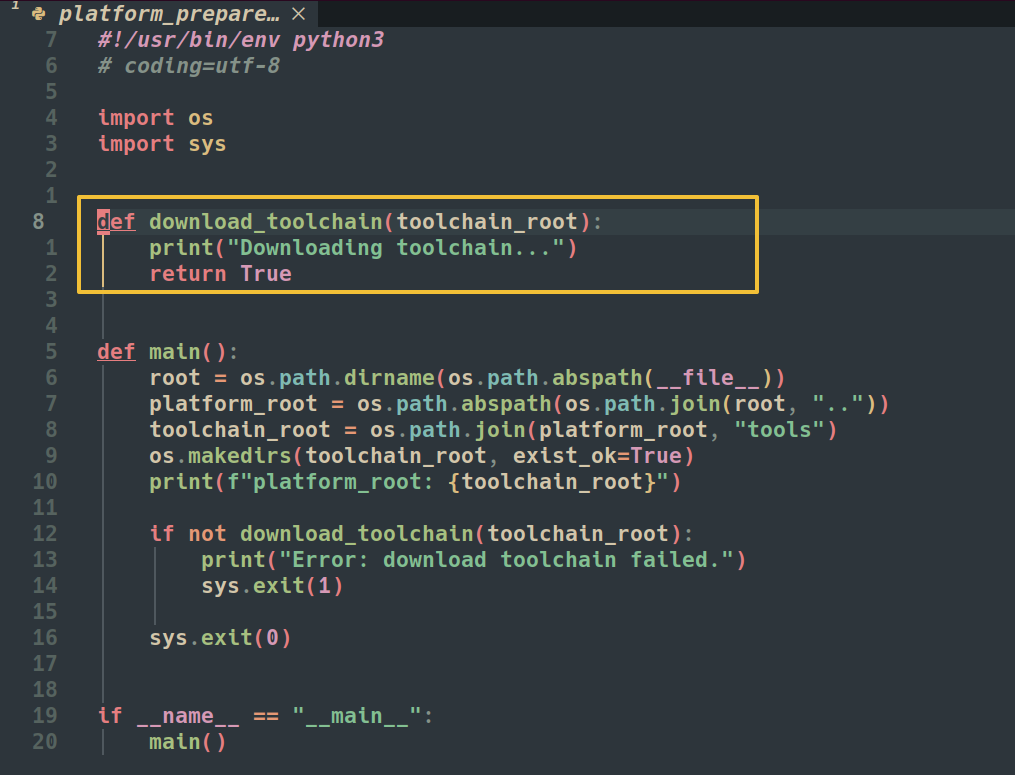 1 platform_prepare… ×
7 #!/usr/bin/env python3
6 # coding=utf-8
5
4 import os
3 import sys
2
1
8 def download_toolchain(toolchain_root):
1     print("Downloading toolchain...")
2     return True
3
4
5 def main():
6     root = os.path.dirname(os.path.abspath(__file__))
7     platform_root = os.path.abspath(os.path.join(root, ".."))
8     toolchain_root = os.path.join(platform_root, "tools")
9     os.makedirs(toolchain_root, exist_ok=True)
10     print(f"platform_root: {toolchain_root}")
11
12     if not download_toolchain(toolchain_root):
13         print("Error: download toolchain failed.")
14         sys.exit(1)
15
16     sys.exit(0)
17
18
19 if __name__ == "__main__":
20     main()